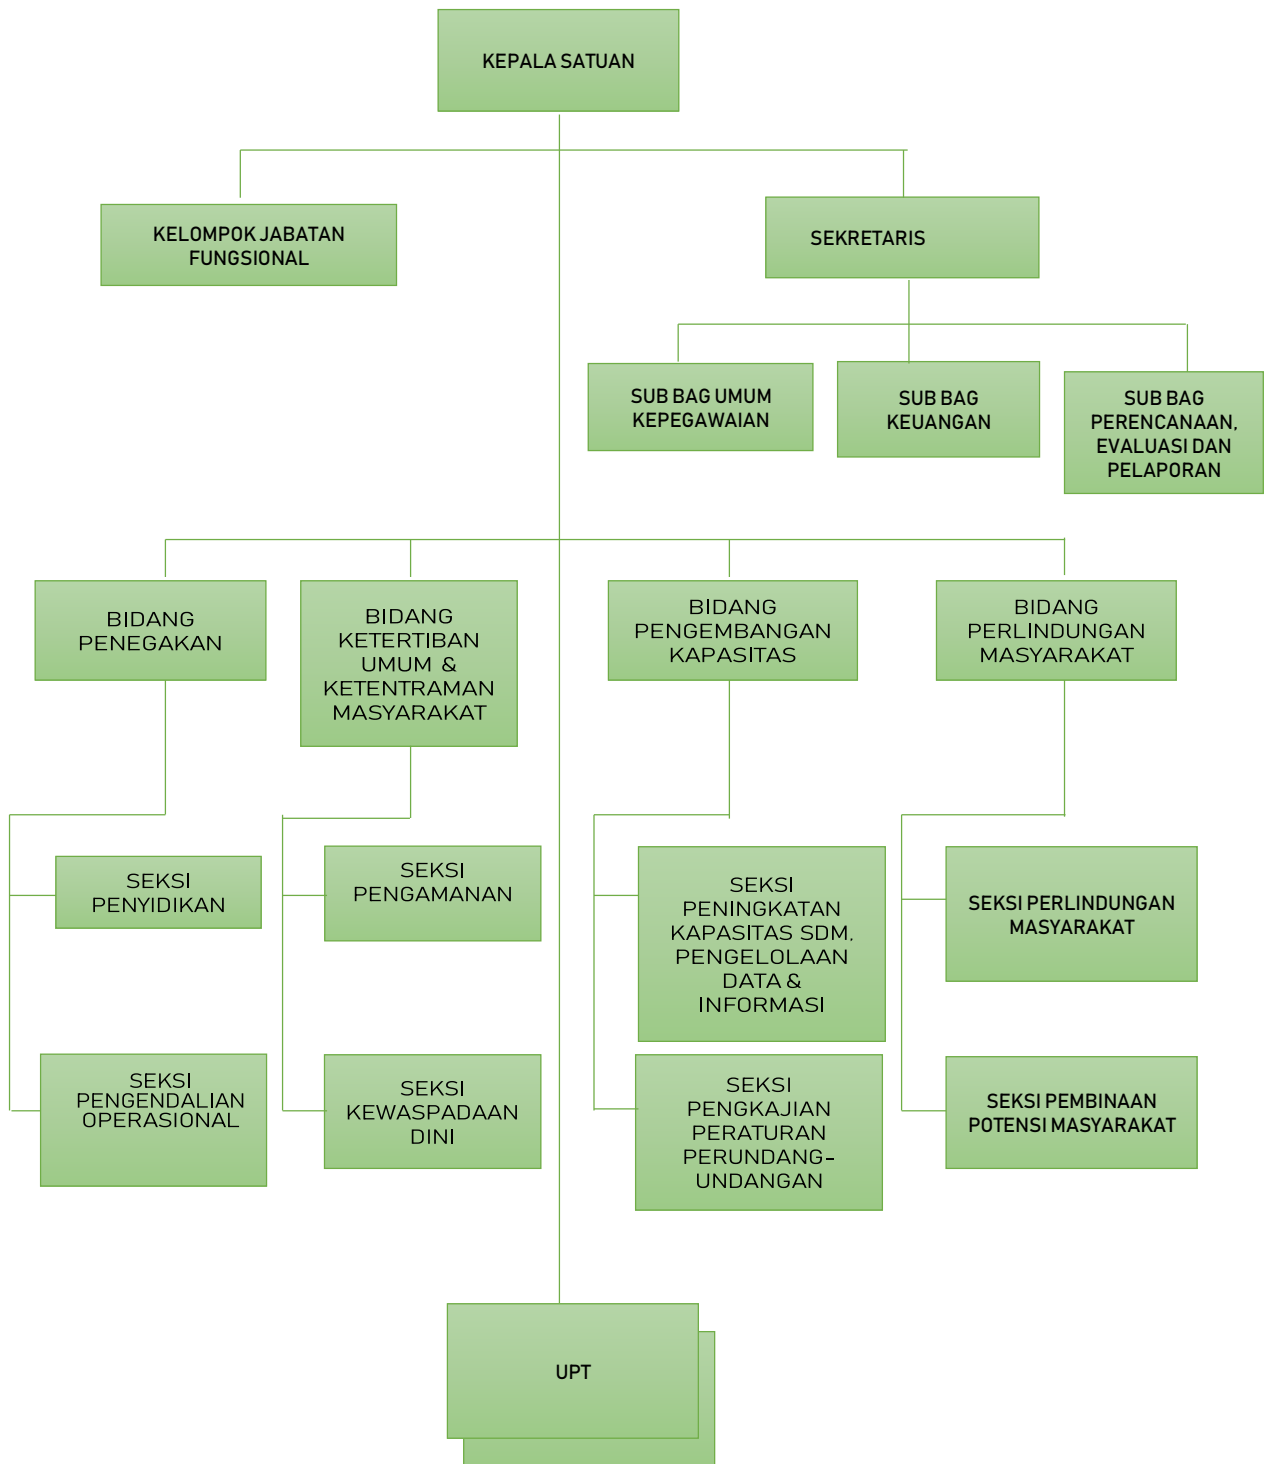 KEPALA SATUAN
KELOMPOK JABATAN
FUNGSIONAL
SEKRETARIS
SUB BAG UMUM
KEPEGAWAIAN
SUB BAG
KEUANGAN
SUB BAG
PERENCANAAN,
EVALUASI DAN
PELAPORAN
BIDANG
PENEGAKAN
BIDANG
KETERTIBAN
UMUM &
KETENTRAMAN
MASYARAKAT
BIDANG
PENGEMBANGAN
KAPASITAS
BIDANG
PERLINDUNGAN
MASYARAKAT
SEKSI
PENYIDIKAN
SEKSI
PENGAMANAN
SEKSI
PENINGKATAN
KAPASITAS SDM,
PENGELOLAAN
DATA &
INFORMASI
SEKSI PERLINDUNGAN
MASYARAKAT
SEKSI
PENGENDALIAN
OPERASIONAL
SEKSI
KEWASPADAAN
DINI
SEKSI
PENGKAJIAN
PERATURAN
PERUNDANG-
UNDANGAN
SEKSI PEMBINAAN
POTENSI MASYARAKAT
UPT